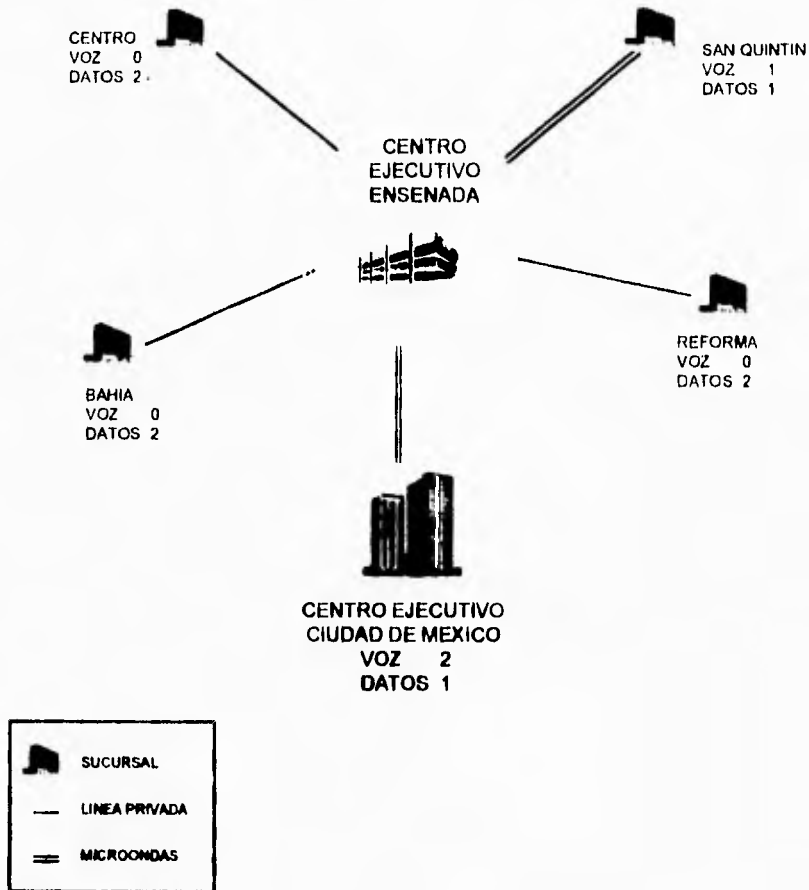 CENTRO
VOZ 0
DATOS 2
SAN QUINTIN
VOZ 1
DATOS 1
CENTRO
EJECUTIVO
ENSENADA
BAHIA
VOZ 0
DATOS 2
REFORMA
VOZ 0
DATOS 2
CENTRO EJECUTIVO
CIUDAD DE MEXICO
VOZ 2
DATOS 1
SUCURSAL
LINEA PRIVADA
MICROONDAS